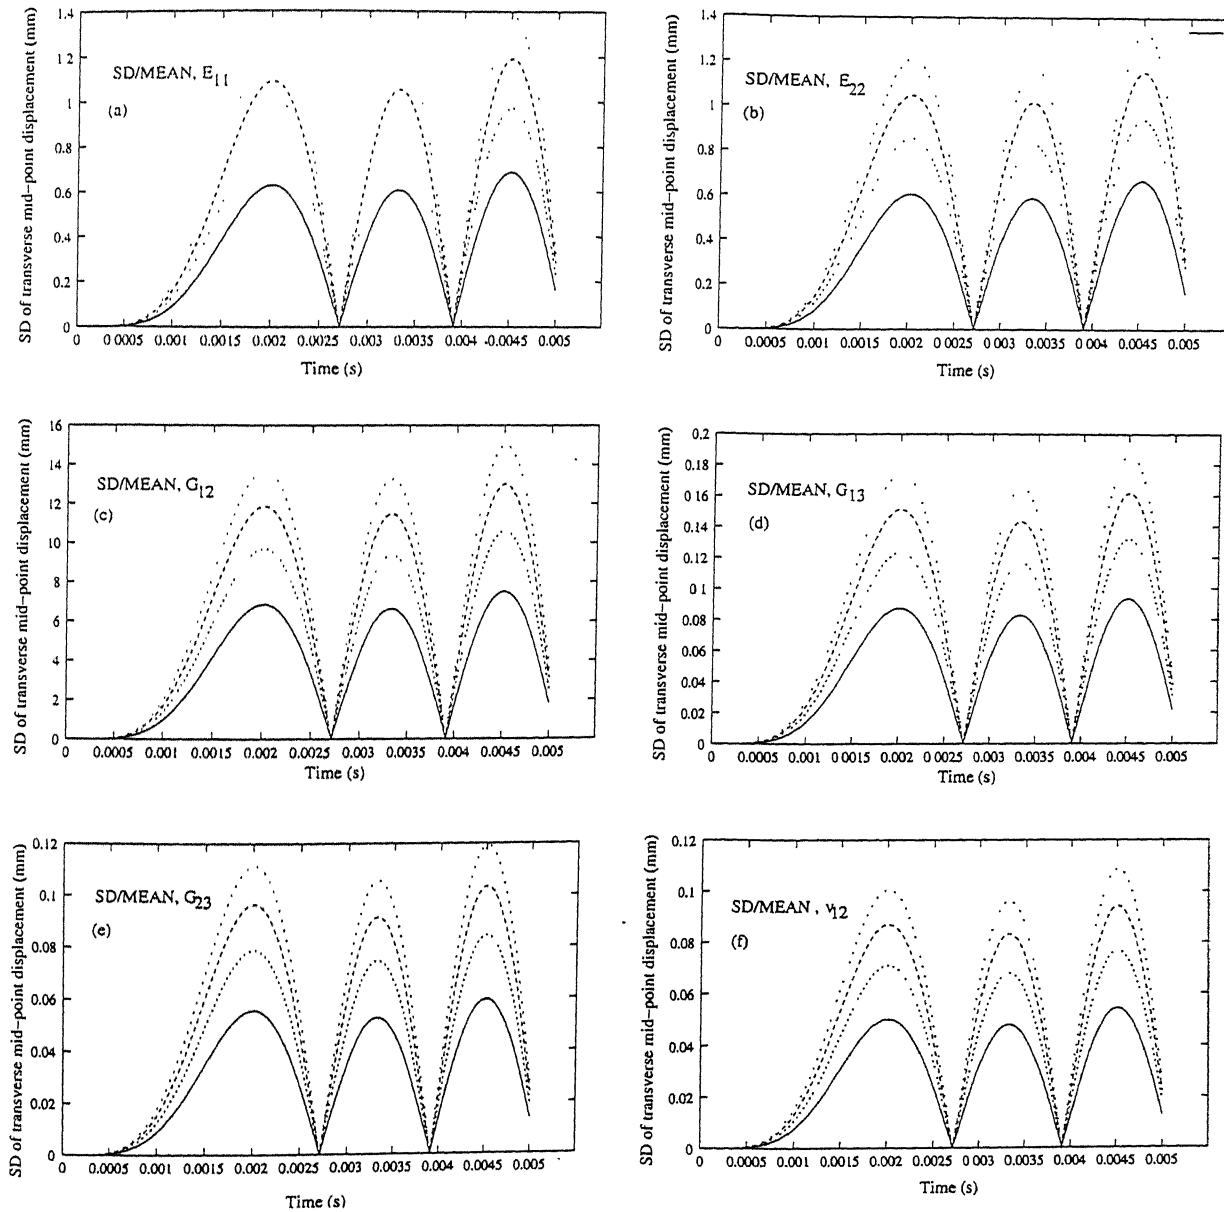 SD of transverse mid-point displacement (mm)
1.4
1.2
1
0.8
0.6
0.4
0.2
0
SD/MEAN, E11
(a)
0 0 0005 0.001 0.0015 0.002 0.0025 0.003 0.0035 0.004 0.0045 0.005
Time (s)
SD of transverse mid-point displacement (mm)
1.4
1.2
1
0.8
0.6
0.4
0.2
0
SD/MEAN, E22
(b)
0 0.0005 0.001 0.0015 0.002 0.0025 0.003 0.0035 0 004 0.0045 0.005
Time (s)
SD of transverse mid-point displacement (mm)
16
14
12
10
8
6
4
2
0
SD/MEAN, G12
(c)
0 0.0005 0.001 0.0015 0.002 0.0025 0.003 0.0035 0.004 0.0045 0.005
Time (s)
SD of transverse mid-point displacement (mm)
0.2
0.18
0.16
0.14
0.12
0.1
0.08
0.06
0.04
0.02
0
SD/MEAN, G13
(d)
0 0.0005 0.001 0 0015 0.002 0 0025 0.003 0.0035 0.004 0.0045 0.005
Time (s)
SD of transverse mid-point displacement (mm)
0.12
0.1
0.08
0.06
0.04
0.02
0
SD/MEAN, G23
(e)
0 0.0005 0.001 0.0015 0.002 0.0025 0.003 0.0035 0.004 0.0045 0.005
Time (s)
SD of transverse mid-point displacement (mm)
0.12
0.1
0.08
0.06
0.04
0.02
0
SD/MEAN , ν12
(f)
0 0.0005 0.001 0.0015 0.002 0.0025 0.003 0.0035 0.004 0.0045 0.005
Time (s)